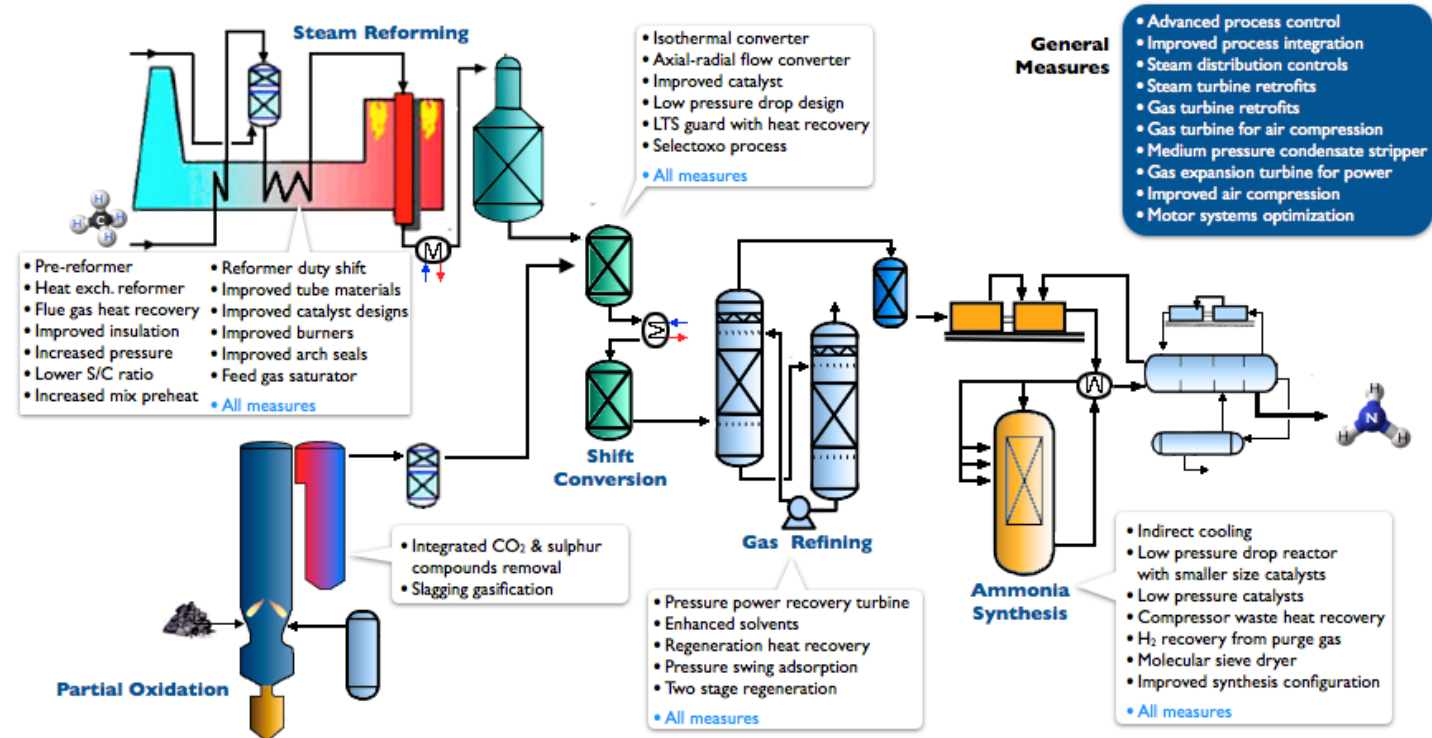 Steam Reforming
• Isothermal converter
• Axial-radial flow converter
• Improved catalyst
• Low pressure drop design
• LTS guard with heat recovery
• Selectoxo process
• All measures
General
Measures
• Advanced process control
• Improved process integration
• Steam distribution controls
• Steam turbine retrofits
• Gas turbine retrofits
• Gas turbine for air compression
• Medium pressure condensate stripper
• Gas expansion turbine for power
• Improved air compression
• Motor systems optimization
H
H
C
H
H
• Pre-reformer
• Heat exch. reformer
• Flue gas heat recovery
• Improved insulation
• Increased pressure
• Lower S/C ratio
• Increased mix preheat
• Reformer duty shift
• Improved tube materials
• Improved catalyst designs
• Improved burners
• Improved arch seals
• Feed gas saturator
• All measures
Shift
Conversion
N
H
H
H
• Integrated CO₂ & sulphur
compounds removal
• Slagging gasification
Partial Oxidation
Gas Refining
• Pressure power recovery turbine
• Enhanced solvents
• Regeneration heat recovery
• Pressure swing adsorption
• Two stage regeneration
• All measures
Ammonia
Synthesis
• Indirect cooling
• Low pressure drop reactor
with smaller size catalysts
• Low pressure catalysts
• Compressor waste heat recovery
• H₂ recovery from purge gas
• Molecular sieve dryer
• Improved synthesis configuration
• All measures